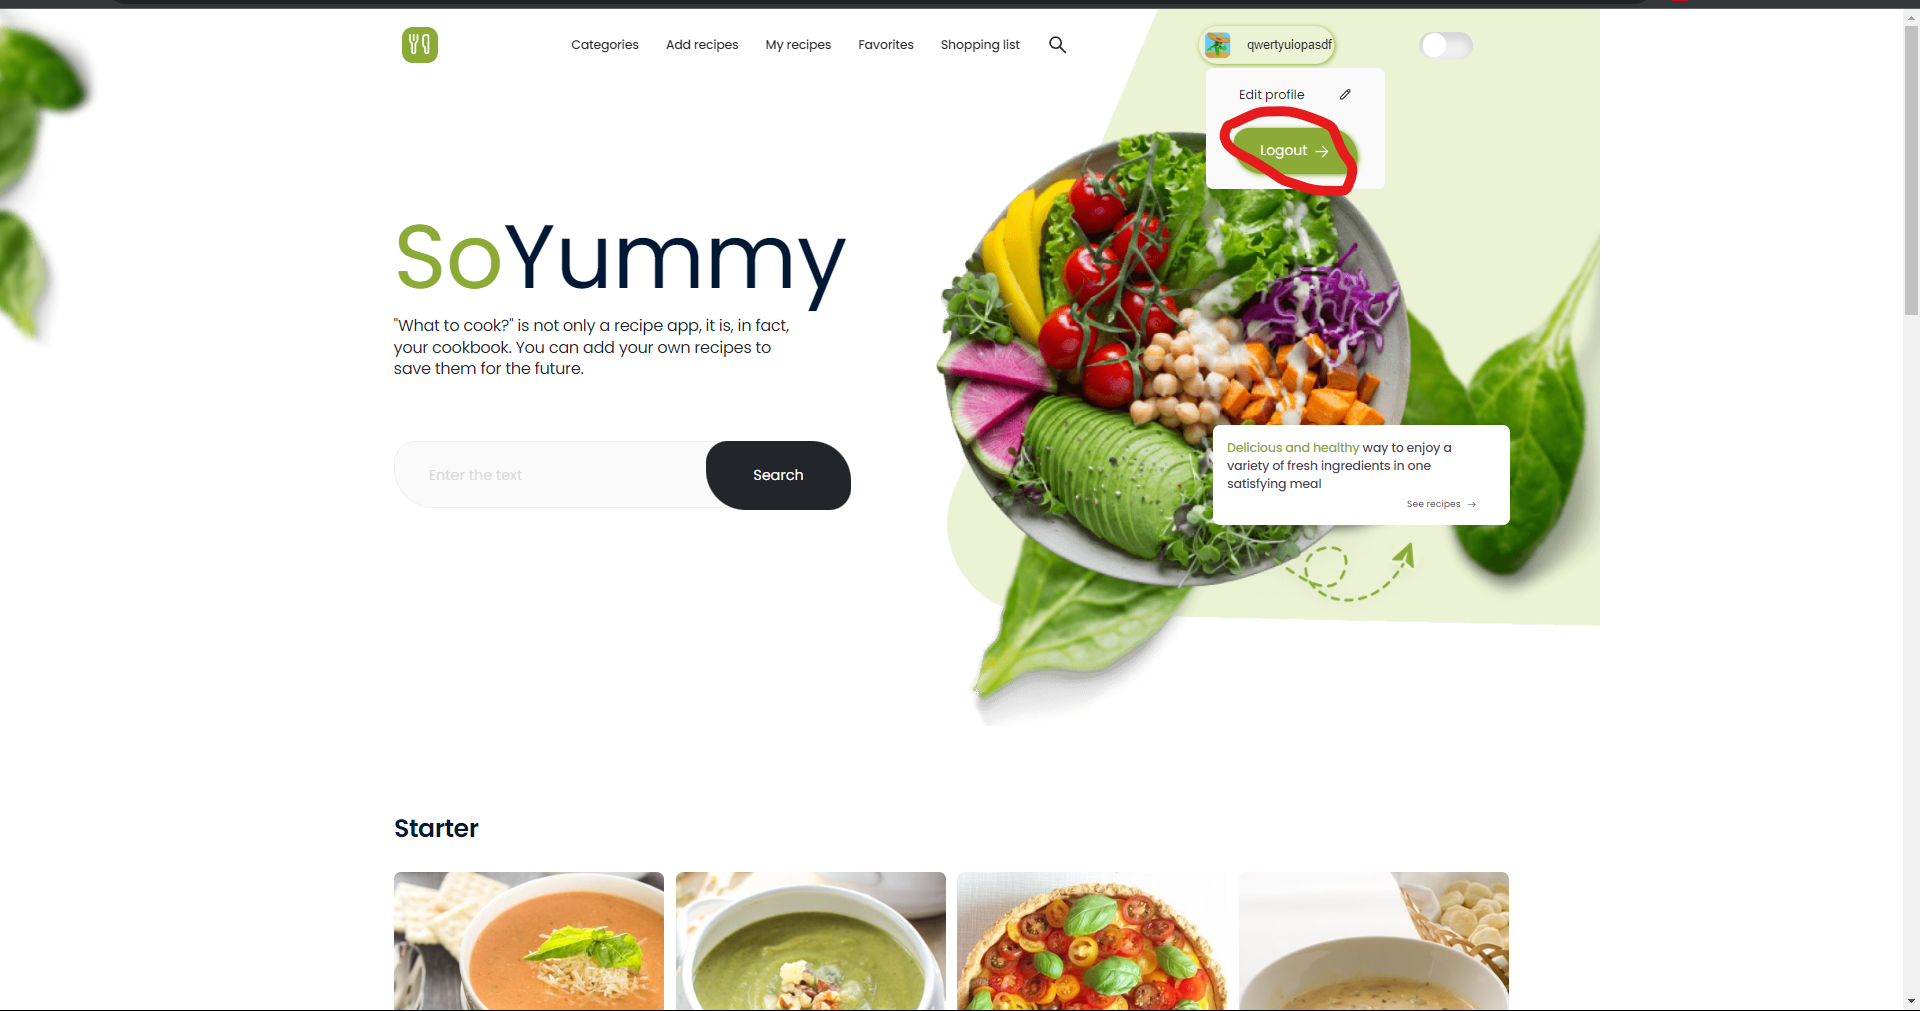 Categories
Add recipes
My recipes
Favorites
Shopping list
qwertyuiopasdf
Edit profile
Logout
SoYummy
"What to cook?" is not only a recipe app, it is, in fact,
your cookbook. You can add your own recipes to
save them for the future.
Enter the text
Search
Delicious and healthy way to enjoy a
variety of fresh ingredients in one
satisfying meal
See recipes
Starter